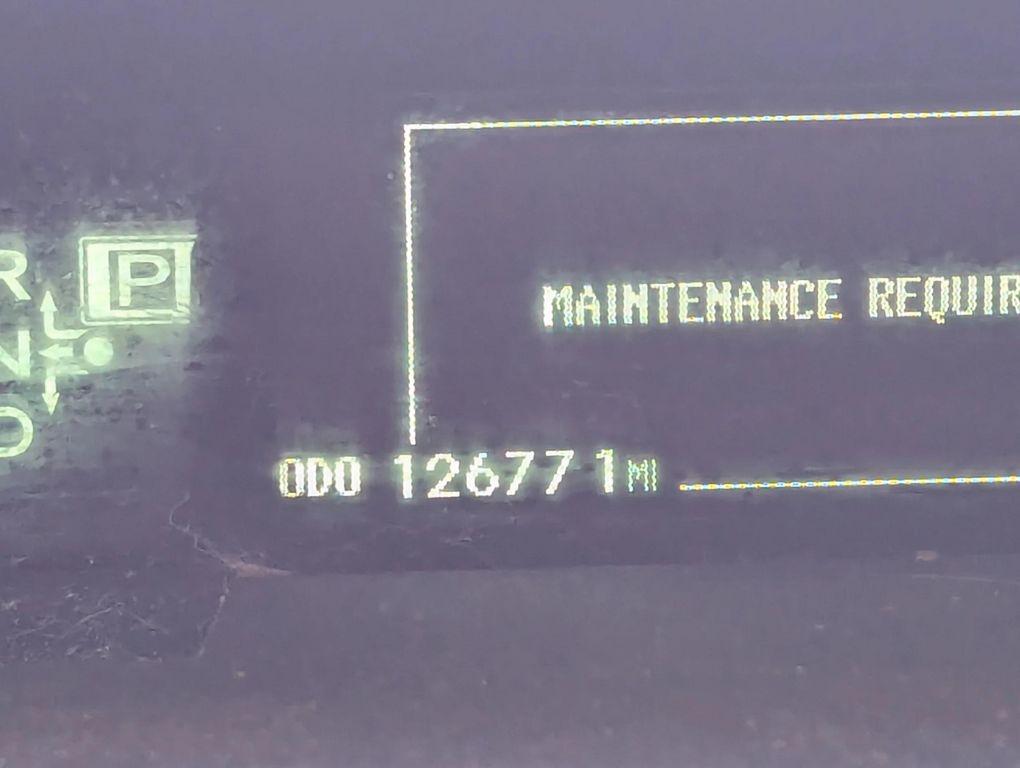 R
P
N
D
MAINTENANCE REQUIR
ODO 126771 MI